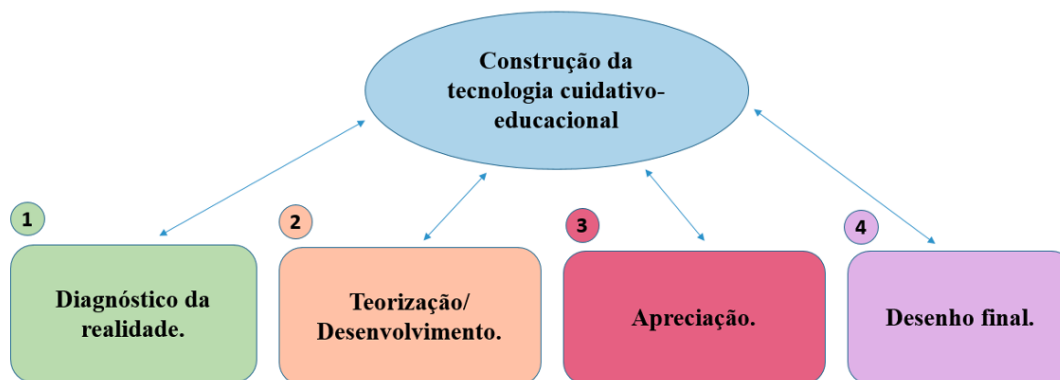 Construção da
tecnologia cuidativo-
educacional
1
Diagnóstico da
realidade.
2
Teorização/
Desenvolvimento.
3
Apreciação.
4
Desenho final.